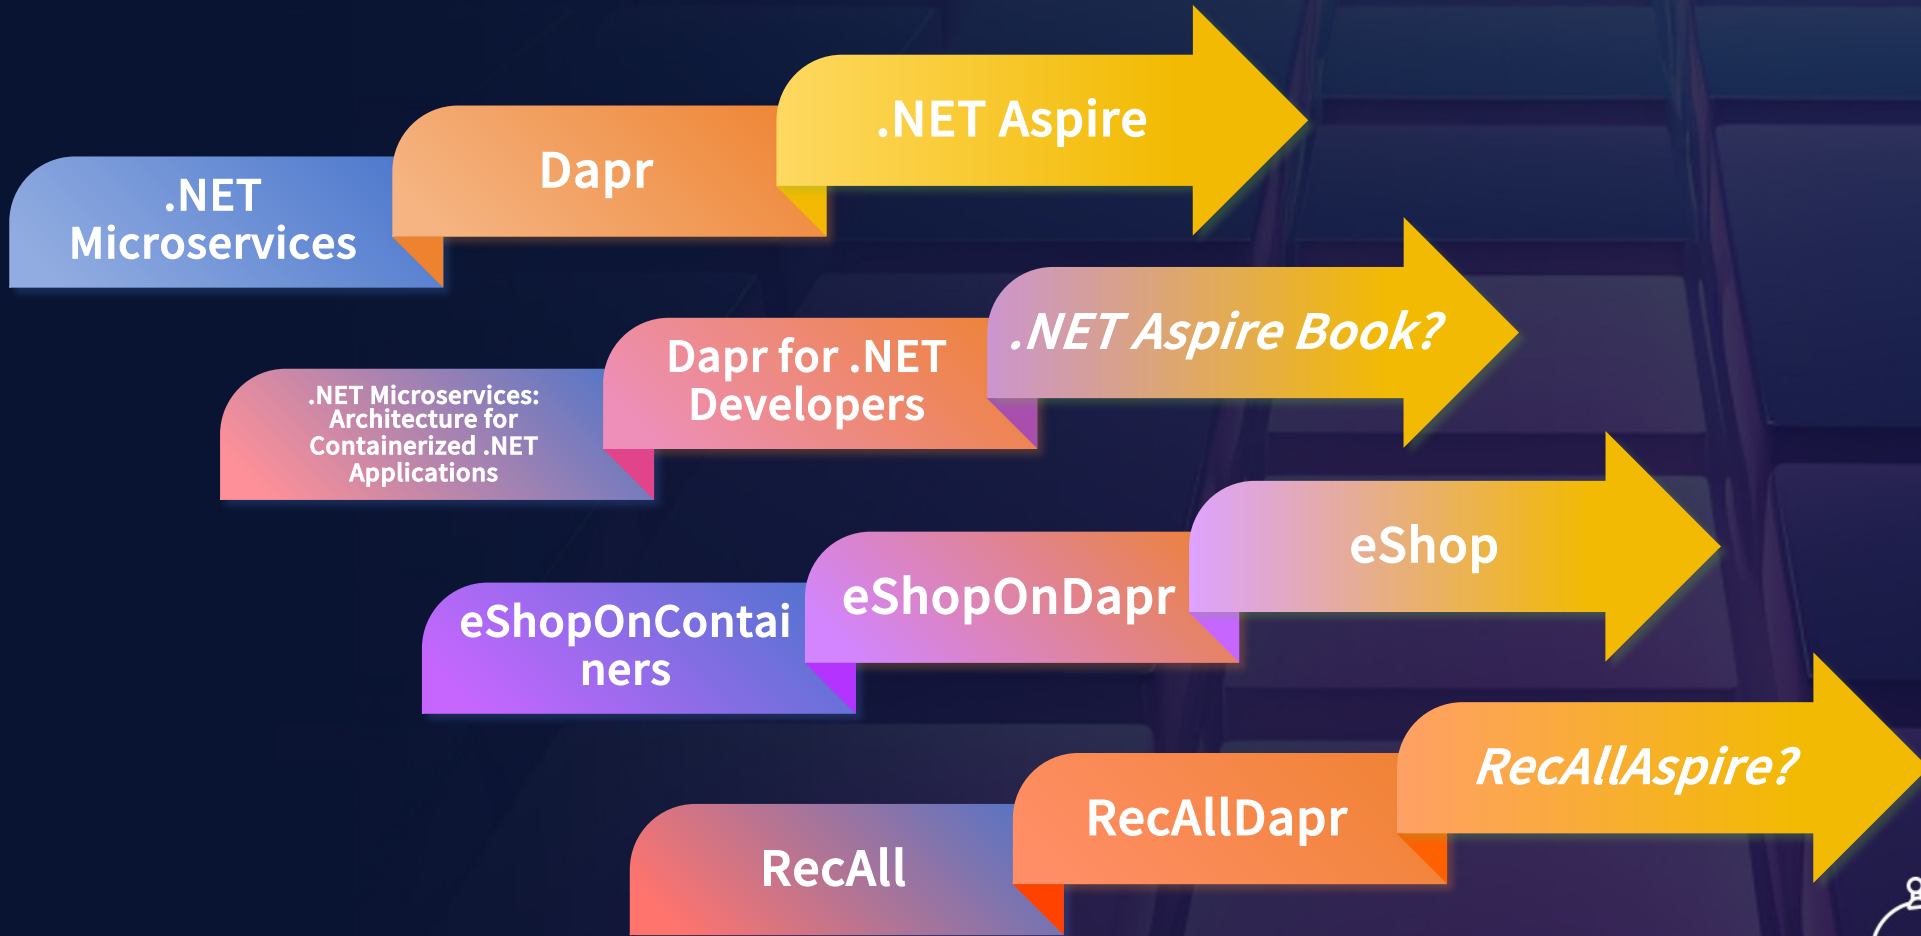 .NET
Microservices
Dapr
.NET Aspire
.NET Microservices:
Architecture for
Containerized .NET
Applications
Dapr for .NET
Developers
.NET Aspire Book?
eShopOnContai
ners
eShopOnDapr
eShop
RecAll
RecAllDapr
RecAllAspire?